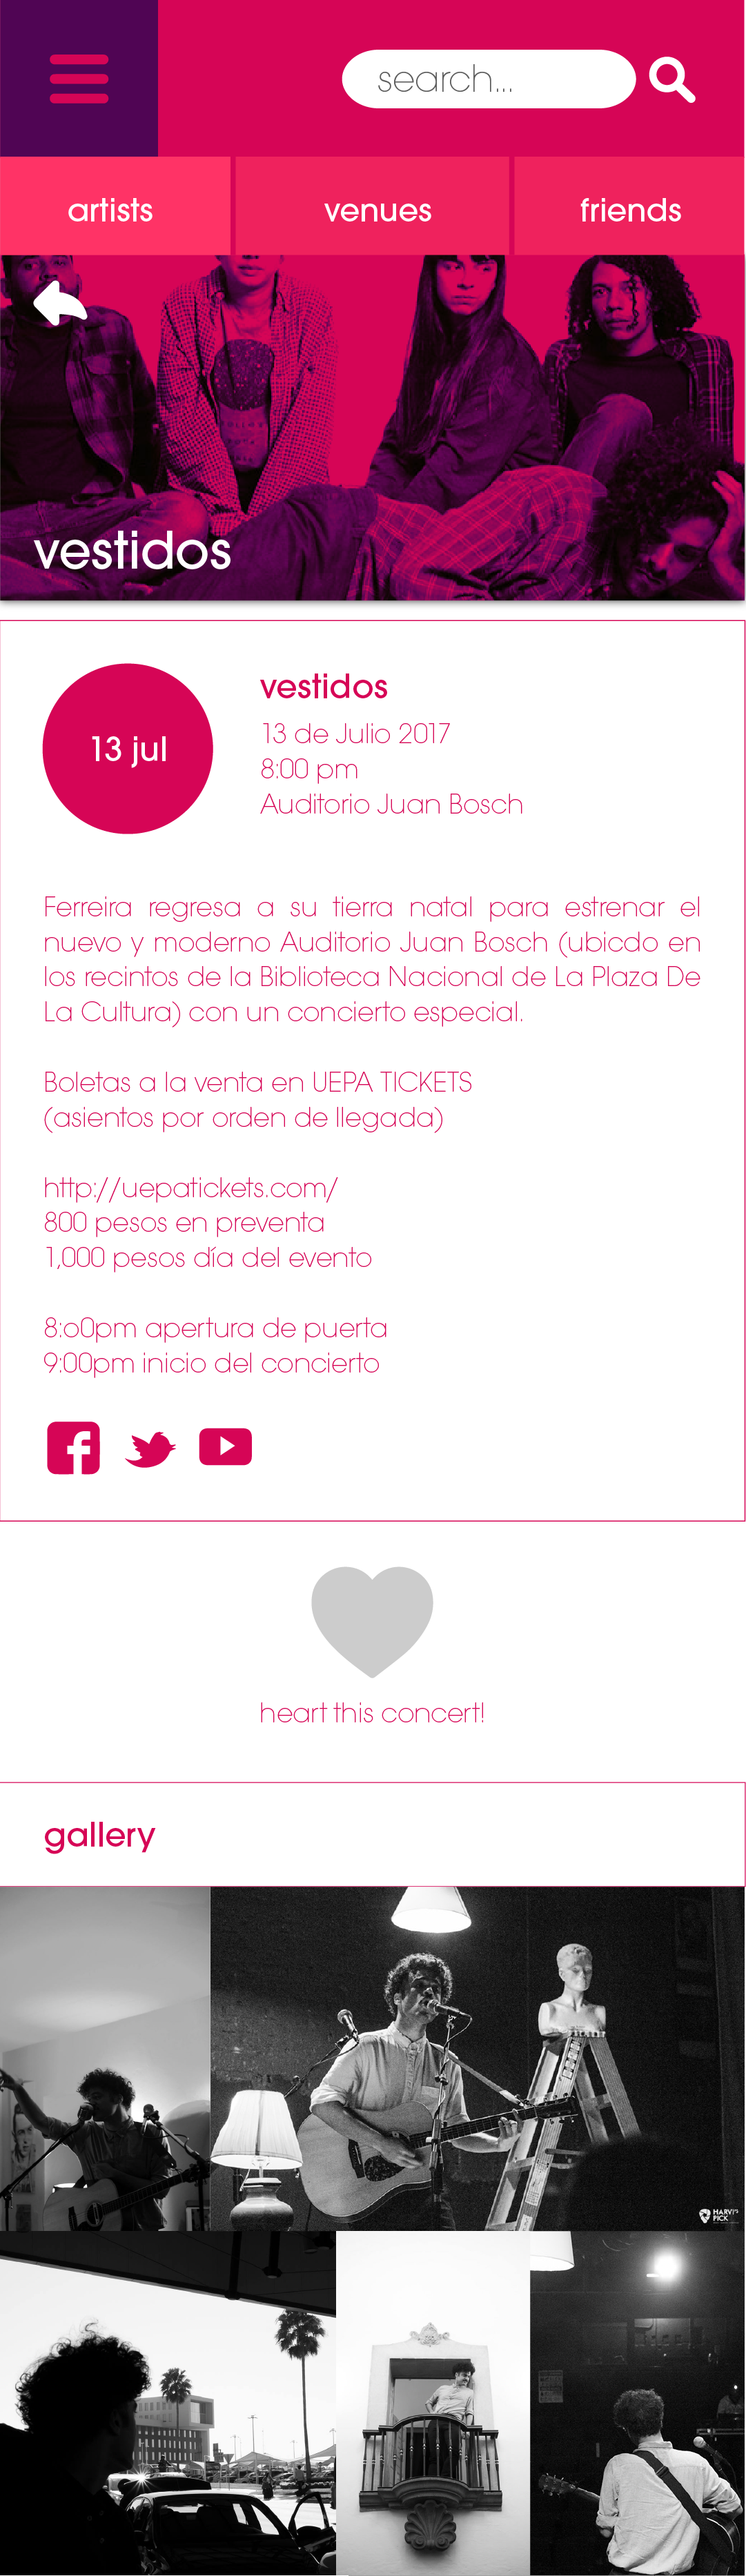 search...
artists
venues
friends
vestidos
13 jul
vestidos
13 de Julio 2017
8:00 pm
Auditorio Juan Bosch
Ferreira regresa a su tierra natal para estrenar el
nuevo y moderno Auditorio Juan Bosch (ubicdo en
los recintos de la Biblioteca Nacional de La Plaza De
La Cultura) con un concierto especial.
Boletas a la venta en UEPA TICKETS
(asientos por orden de llegada)
http://uepatickets.com/
800 pesos en preventa
1,000 pesos día del evento
8:o0pm apertura de puerta
9:00pm inicio del concierto
heart this concert!
gallery
PICK